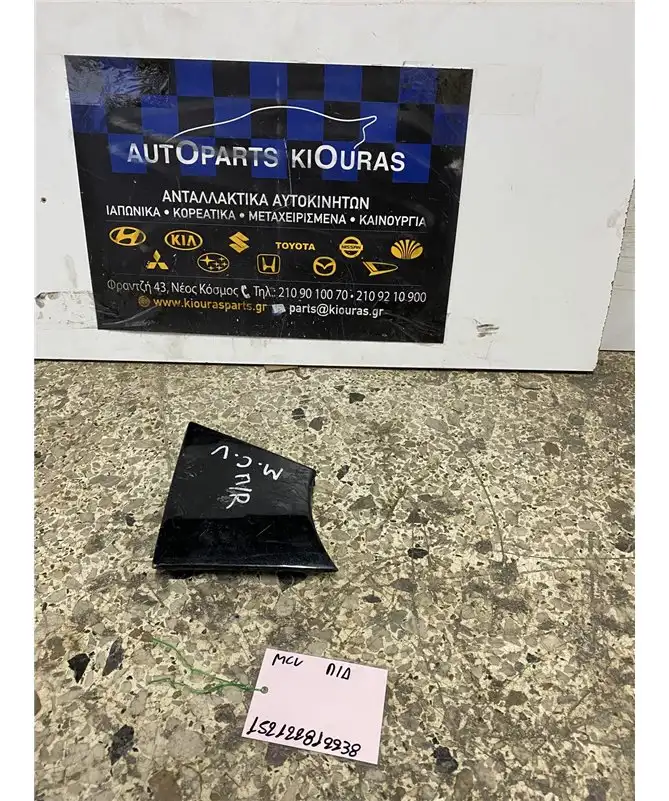 AUTOPARTS KIOURAS
ΑΝΤΑΛΛΑΚΤΙΚΑ ΑΥΤΟΚΙΝΗΤΩΝ
ΙΑΠΩΝΙΚΑ • ΚΟΡΕΑΤΙΚΑ • ΜΕΤΑΧΕΙΡΙΣΜΕΝΑ • ΚΑΙΝΟΥΡΓΙΑ
KIA
TOYOTA
NISSAN
Φραντζή 43, Νέος Κόσμος Τηλ.: 210 90 100 70 • 210 92 10 900
www.kiourasparts.gr parts@kiouras.gr
M.C.V
MCV Π/Δ